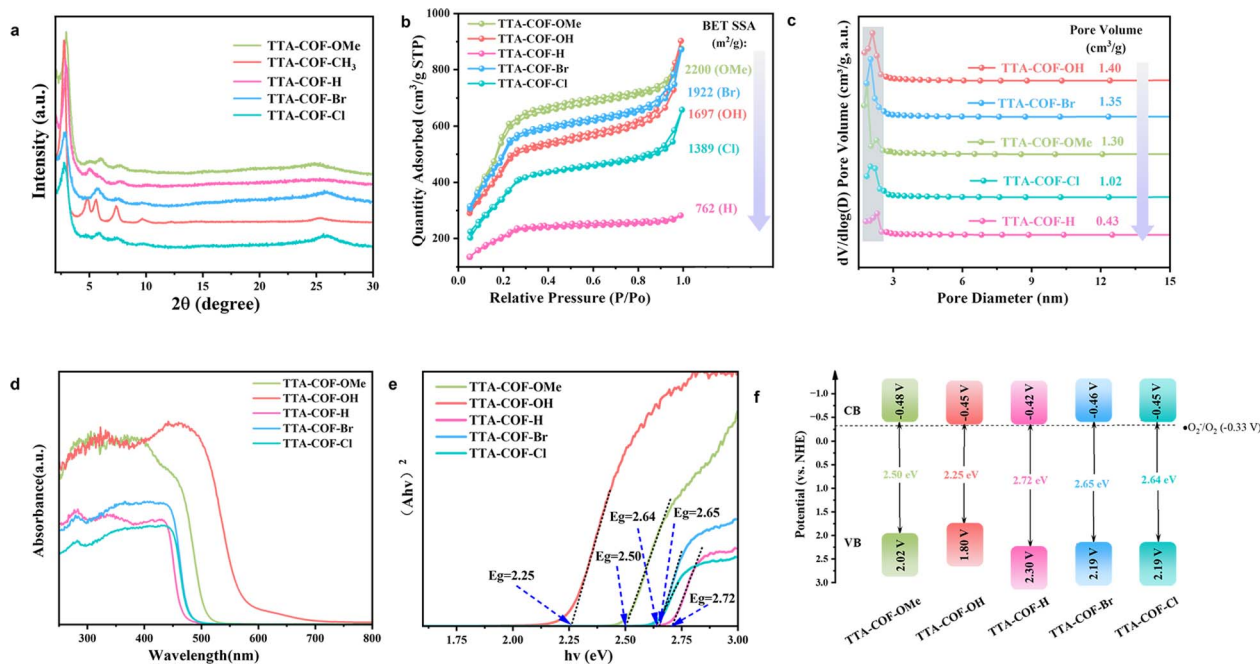 a
TTA-COF-OMe
TTA-COF-CH₃
TTA-COF-H
TTA-COF-Br
TTA-COF-Cl
Intensity (a.u.)
5 10 15 20 25 30
2θ (degree)
b
TTA-COF-OMe
TTA-COF-OH
TTA-COF-H
TTA-COF-Br
TTA-COF-Cl
BET SSA
(m²/g):
2200 (OMe)
1922 (Br)
1697 (OH)
1389 (Cl)
762 (H)
Quantity Adsorbed (cm³/g STP)
1000
800
600
400
200
0
0.0 0.2 0.4 0.6 0.8 1.0
Relative Pressure (P/Po)
c
Pore Volume
(cm³/g)
TTA-COF-OH 1.40
TTA-COF-Br 1.35
TTA-COF-OMe 1.30
TTA-COF-Cl 1.02
TTA-COF-H 0.43
dV/dlog(D) Pore Volume (cm³/g, a.u.)
3 6 9 12 15
Pore Diameter (nm)
d
TTA-COF-OMe
TTA-COF-OH
TTA-COF-H
TTA-COF-Br
TTA-COF-Cl
Absorbance(a.u.)
300 400 500 600 700 800
Wavelength(nm)
e
TTA-COF-OMe
TTA-COF-OH
TTA-COF-H
TTA-COF-Br
TTA-COF-Cl
(Ahv)²
Eg=2.64
Eg=2.65
Eg=2.50
Eg=2.25
Eg=2.72
1.75 2.00 2.25 2.50 2.75 3.00
hv (eV)
f
Potential (vs. NHE)
-1.0
-0.5
0.0
0.5
1.0
1.5
2.0
2.5
3.0
CB
VB
-0.48 V
-0.45 V
-0.42 V
-0.46 V
-0.45 V
O₂⁻/O₂ (-0.33 V)
2.50 eV
2.25 eV
2.72 eV
2.65 eV
2.64 eV
2.02 V
1.80 V
2.30 V
2.19 V
2.19 V
TTA-COF-OMe
TTA-COF-OH
TTA-COF-H
TTA-COF-Br
TTA-COF-Cl